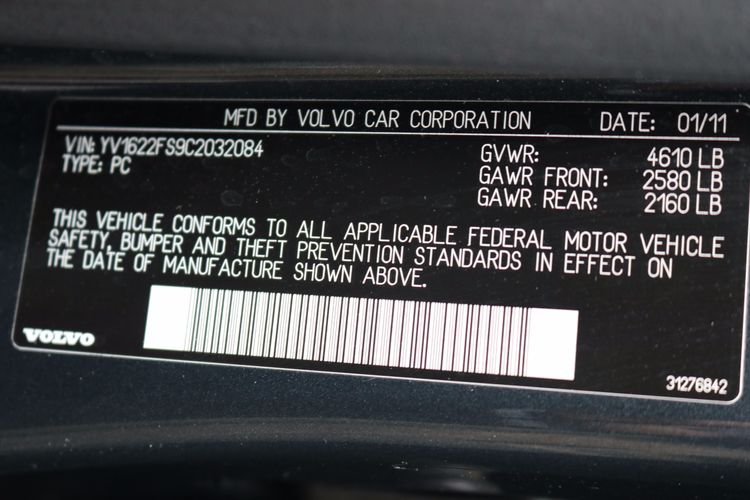 MFD BY VOLVO CAR CORPORATION DATE: 01/11
VIN: YV1622FS9C2032084 GVWR: 4610 LB
TYPE: PC GAWR FRONT: 2580 LB
GAWR REAR: 2160 LB
THIS VEHICLE CONFORMS TO ALL APPLICABLE FEDERAL MOTOR VEHICLE
SAFETY, BUMPER AND THEFT PREVENTION STANDARDS IN EFFECT ON
THE DATE OF MANUFACTURE SHOWN ABOVE.
VOLVO
31276842